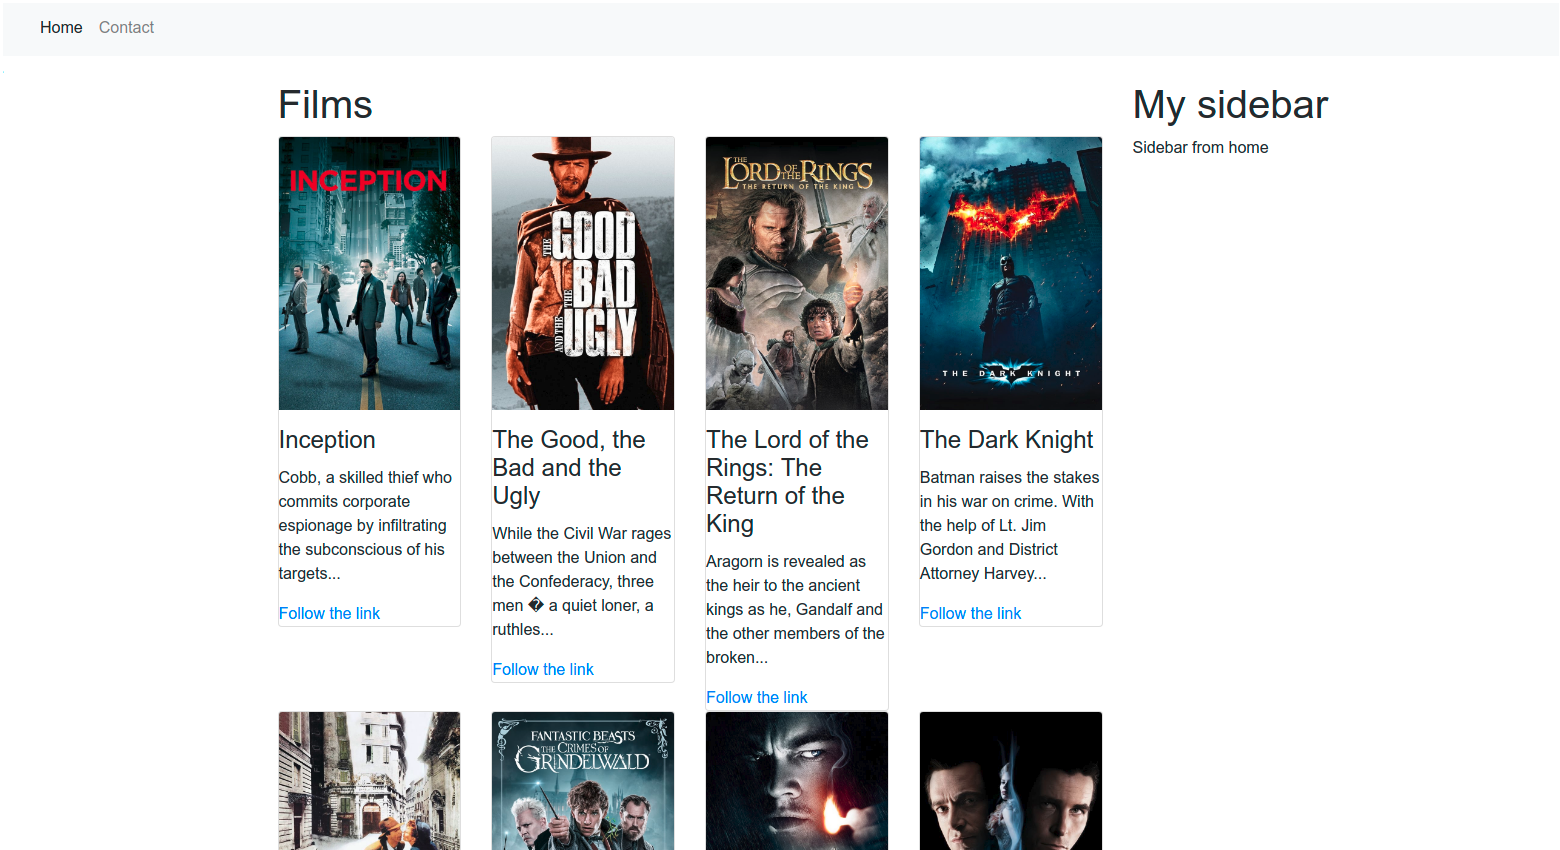 Home Contact
Films
My sidebar
Sidebar from home
INCEPTION
THE GOOD
THE BAD
AND THE UGLY
THE LORD OF THE RINGS
THE RETURN OF THE KING
THE DARK KNIGHT
Inception
Cobb, a skilled thief who
commits corporate
espionage by infiltrating
the subconscious of his
targets...
Follow the link
The Good, the
Bad and the
Ugly
While the Civil War rages
between the Union and
the Confederacy, three
men � a quiet loner, a
ruthles...
Follow the link
The Lord of the
Rings: The
Return of the
King
Aragorn is revealed as
the heir to the ancient
kings as he, Gandalf and
the other members of the
broken...
Follow the link
The Dark Knight
Batman raises the stakes
in his war on crime. With
the help of Lt. Jim
Gordon and District
Attorney Harvey...
Follow the link
FANTASTIC BEASTS
THE CRIMES OF
GRINDELWALD